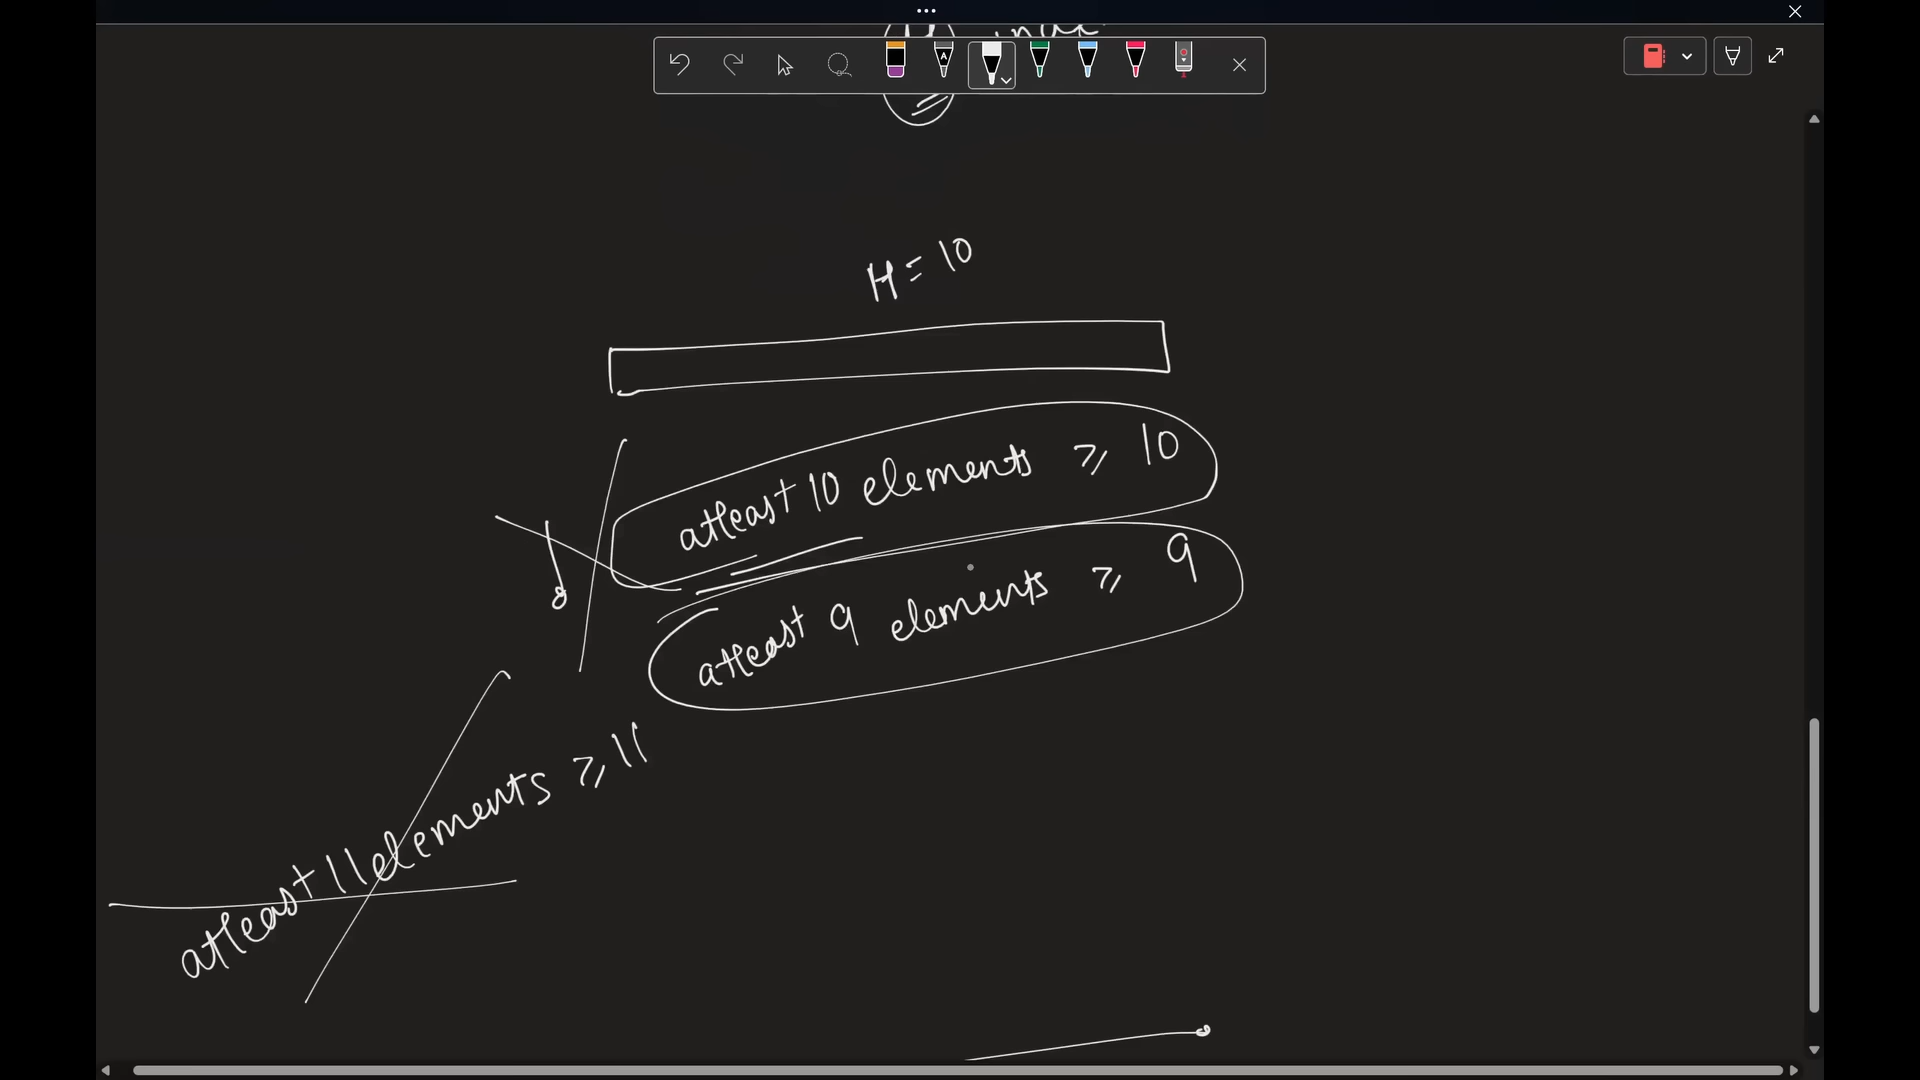 H = 10
atleast 10 elements ≥ 10
atleast 9 elements ≥ 9
atleast 11 elements ≥ 11